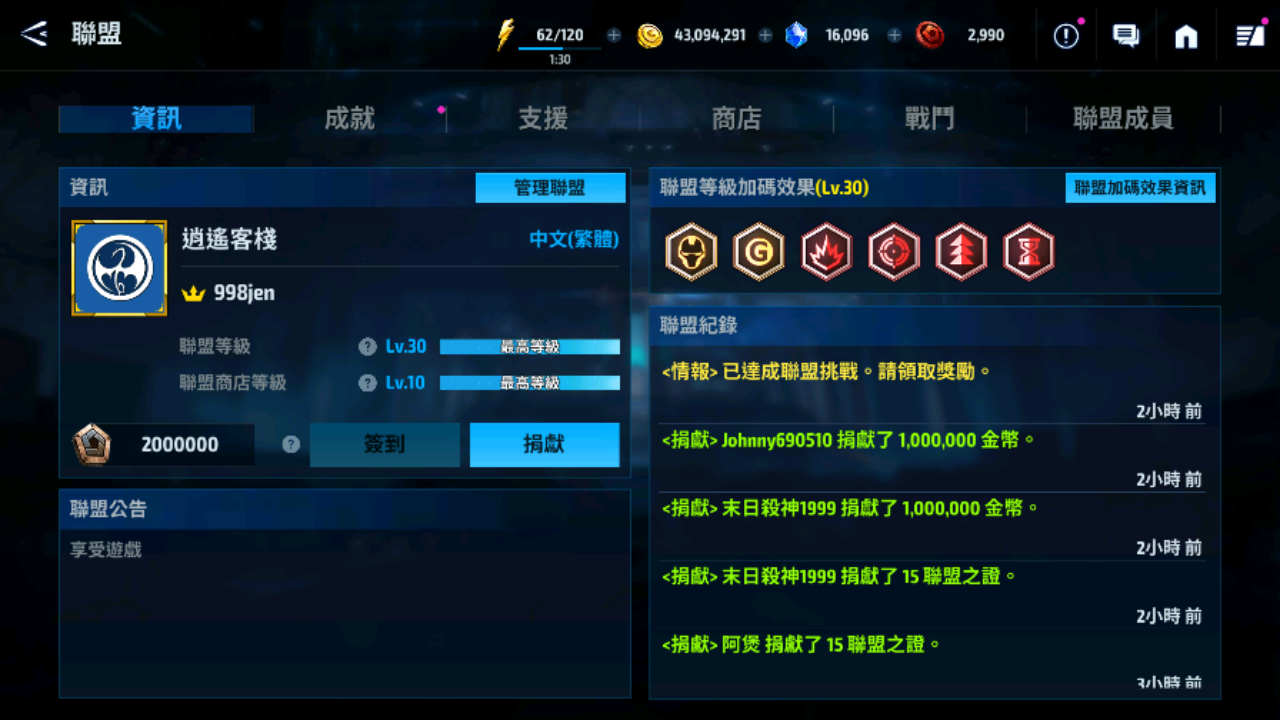 聯盟
62/120
1:30
43,094,291
16,096
2,990
資訊
成就
支援
商店
戰鬥
聯盟成員
資訊
管理聯盟
逍遙客棧
中文(繁體)
998jen
聯盟等級 ? Lv.30 最高等級
聯盟商店等級 ? Lv.10 最高等級
2000000 ? 簽到 捐獻
聯盟公告
享受遊戲
聯盟等級加碼效果(Lv.30)
聯盟加碼效果資訊
G
聯盟紀錄
<情報> 已達成聯盟挑戰。請領取獎勵。
2小時 前
<捐獻> Johnny690510 捐獻了 1,000,000 金幣。
2小時 前
<捐獻> 末日殺神1999 捐獻了 1,000,000 金幣。
2小時 前
<捐獻> 末日殺神1999 捐獻了 15 聯盟之證。
2小時 前
<捐獻> 阿煲 捐獻了 15 聯盟之證。
3小時 前